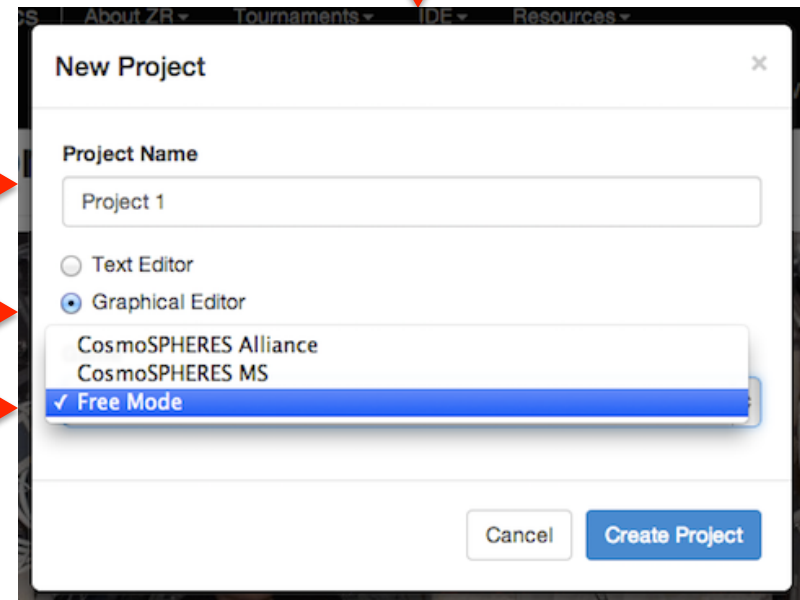 About ZR Tournaments IDE Resources
New Project ×
Project Name
Project 1
Text Editor
Graphical Editor
CosmoSPHERES Alliance
CosmoSPHERES MS
✓ Free Mode
Cancel Create Project